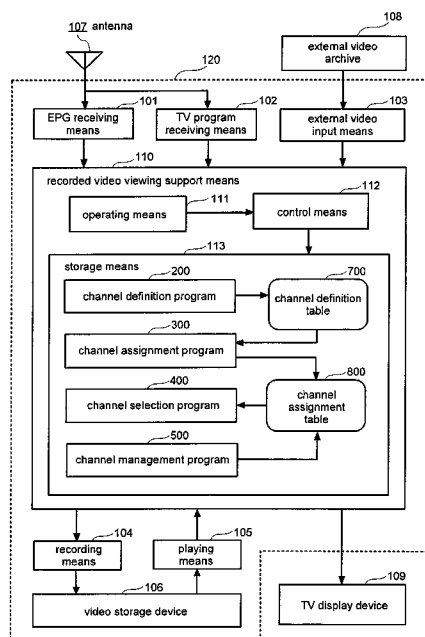 107 antenna
108
external video
archive
120
101
EPG receiving
means
102
TV program
receiving means
103
external video
input means
110
recorded video viewing support means
112
operating means
111
control means
113
storage means
200
channel definition program
700
channel definition
table
300
channel assignment program
800
channel
assignment
table
400
channel selection program
500
channel management program
104
recording
means
105
playing
means
106
video storage device
109
TV display device